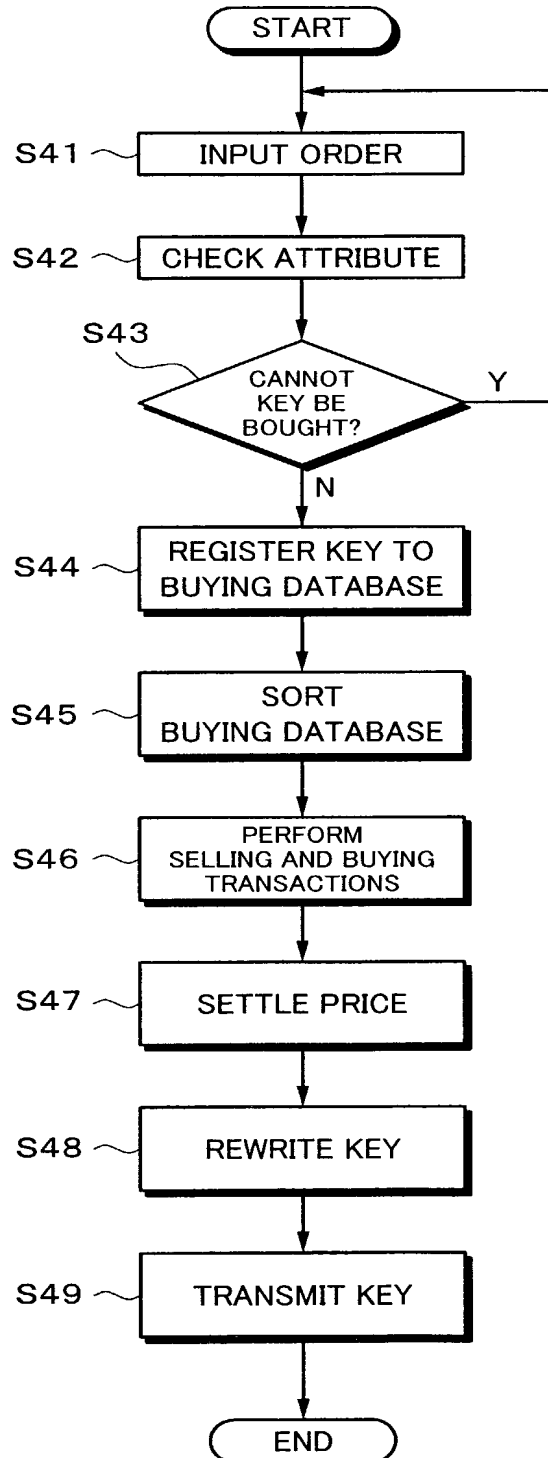 START
S41
INPUT ORDER
S42
CHECK ATTRIBUTE
S43
CANNOT
KEY BE
BOUGHT?
Y
N
S44
REGISTER KEY TO
BUYING DATABASE
S45
SORT
BUYING DATABASE
S46
PERFORM
SELLING AND BUYING
TRANSACTIONS
S47
SETTLE PRICE
S48
REWRITE KEY
S49
TRANSMIT KEY
END